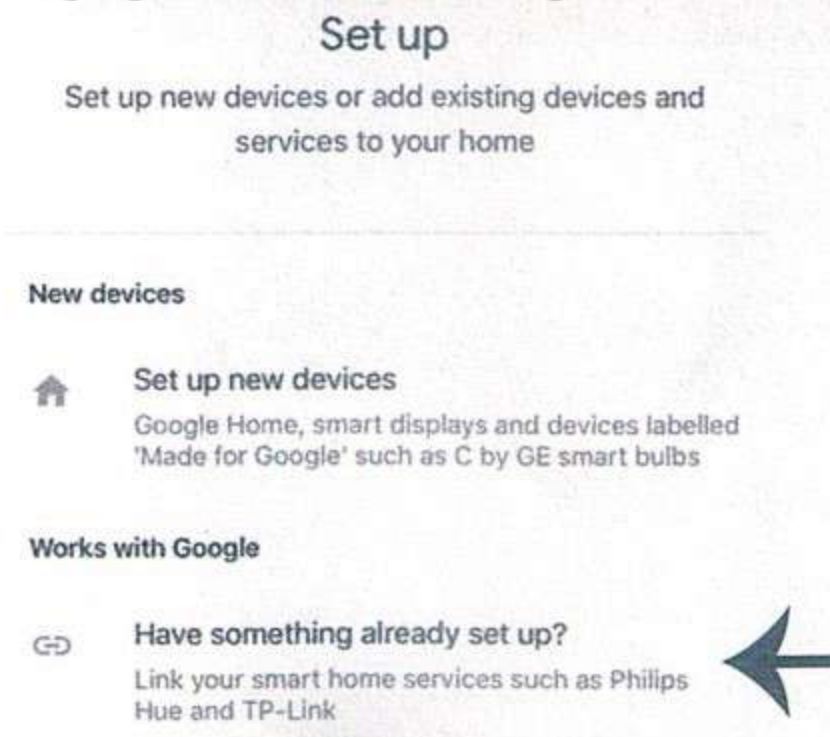 Set up
Set up new devices or add existing devices and
services to your home
New devices
Set up new devices
Google Home, smart displays and devices labelled
'Made for Google' such as C by GE smart bulbs
Works with Google
Have something already set up?
Link your smart home services such as Philips
Hue and TP-Link